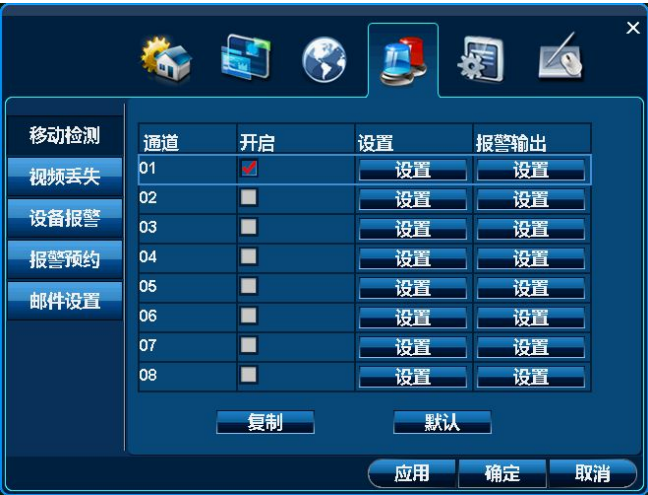 ×
移动检测
视频丢失
设备报警
报警预约
邮件设置
通道 开启 设置 报警输出
01 设置 设置
02 设置 设置
03 设置 设置
04 设置 设置
05 设置 设置
06 设置 设置
07 设置 设置
08 设置 设置
复制 默认
应用 确定 取消